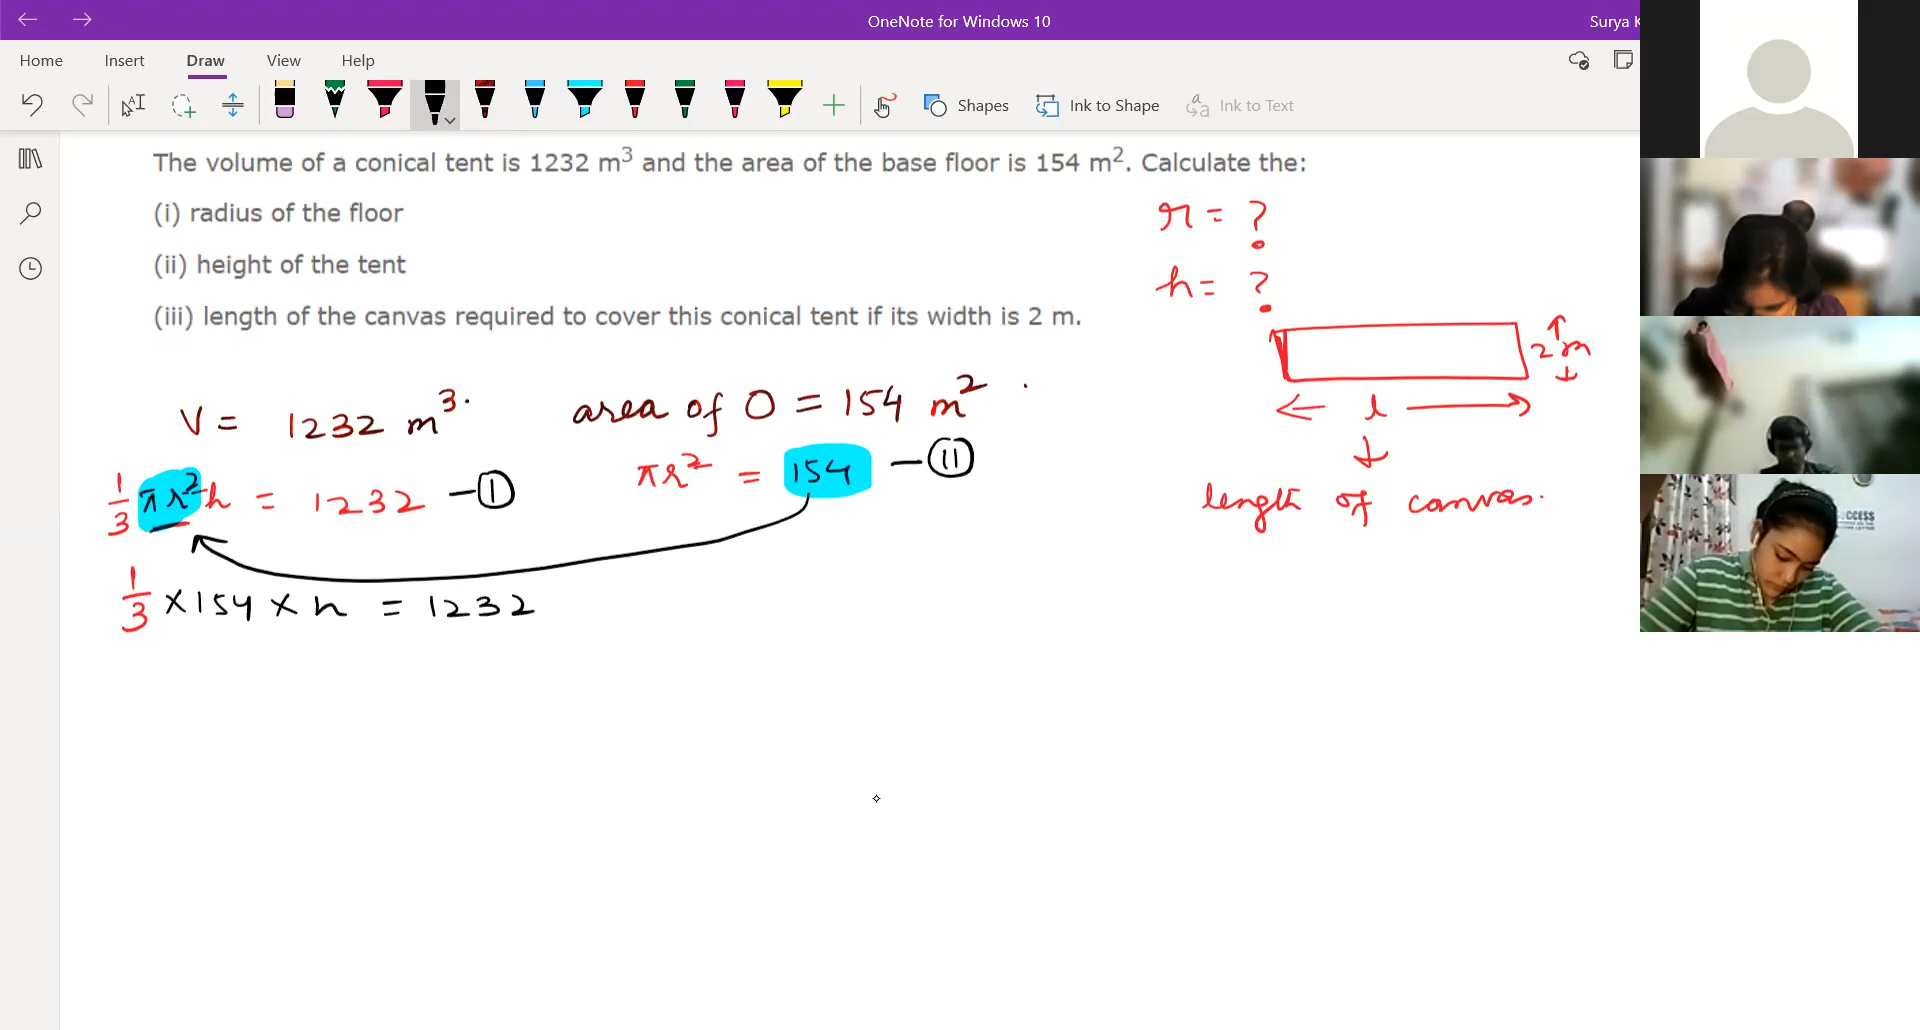 OneNote for Windows 10
Surya K
Home Insert Draw View Help
Shapes Ink to Shape Ink to Text
The volume of a conical tent is 1232 m³ and the area of the base floor is 154 m². Calculate the:
(i) radius of the floor
(ii) height of the tent
(iii) length of the canvas required to cover this conical tent if its width is 2 m.
r = ?
h = ?
2 m
l
length of canvas.
V = 1232 m³.
area of O = 154 m²
1/3 πr²h = 1232 — I
πr² = 154 — II
1/3 × 154 × h = 1232